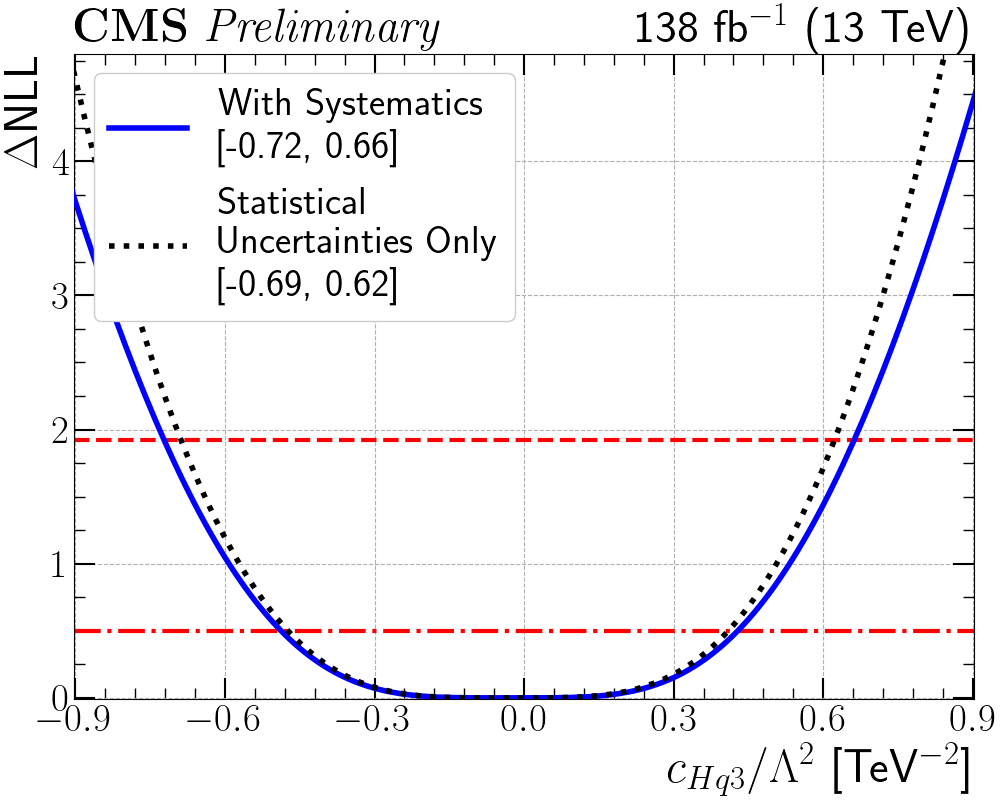 CMS Preliminary 138 fb⁻¹ (13 TeV)
ΔNLL
With Systematics
[-0.72, 0.66]
Statistical
Uncertainties Only
[-0.69, 0.62]
4
3
2
1
0
−0.9 −0.6 −0.3 0.0 0.3 0.6 0.9
c_{Hq3}/Λ² [TeV⁻²]